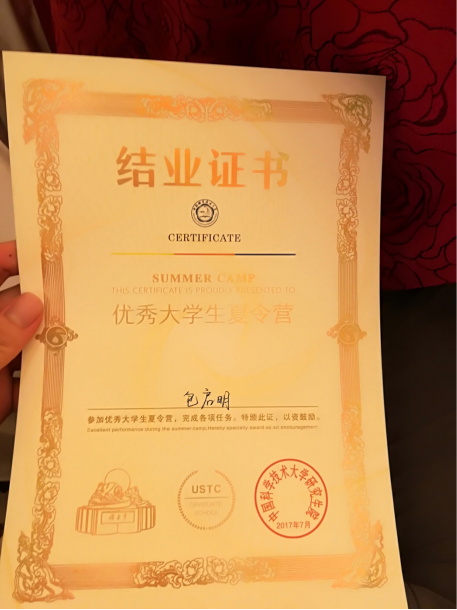 结业证书
CERTIFICATE
SUMMER CAMP
THIS CERTIFICATE IS PROUDLY PRESENTED TO
优秀大学生夏令营
包启明
参加优秀大学生夏令营，完成各项任务。特颁此证，以资鼓励。
Excellent performance during the summer camp.Hereby specially award as an encouragement.
USTC
中国科学技术大学研究生院
2017年7月